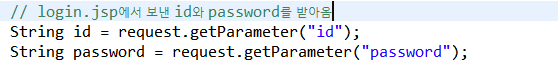 // login.jsp에서 보낸 id와 password를 받아옴
String id = request.getParameter("id");
String password = request.getParameter("password");